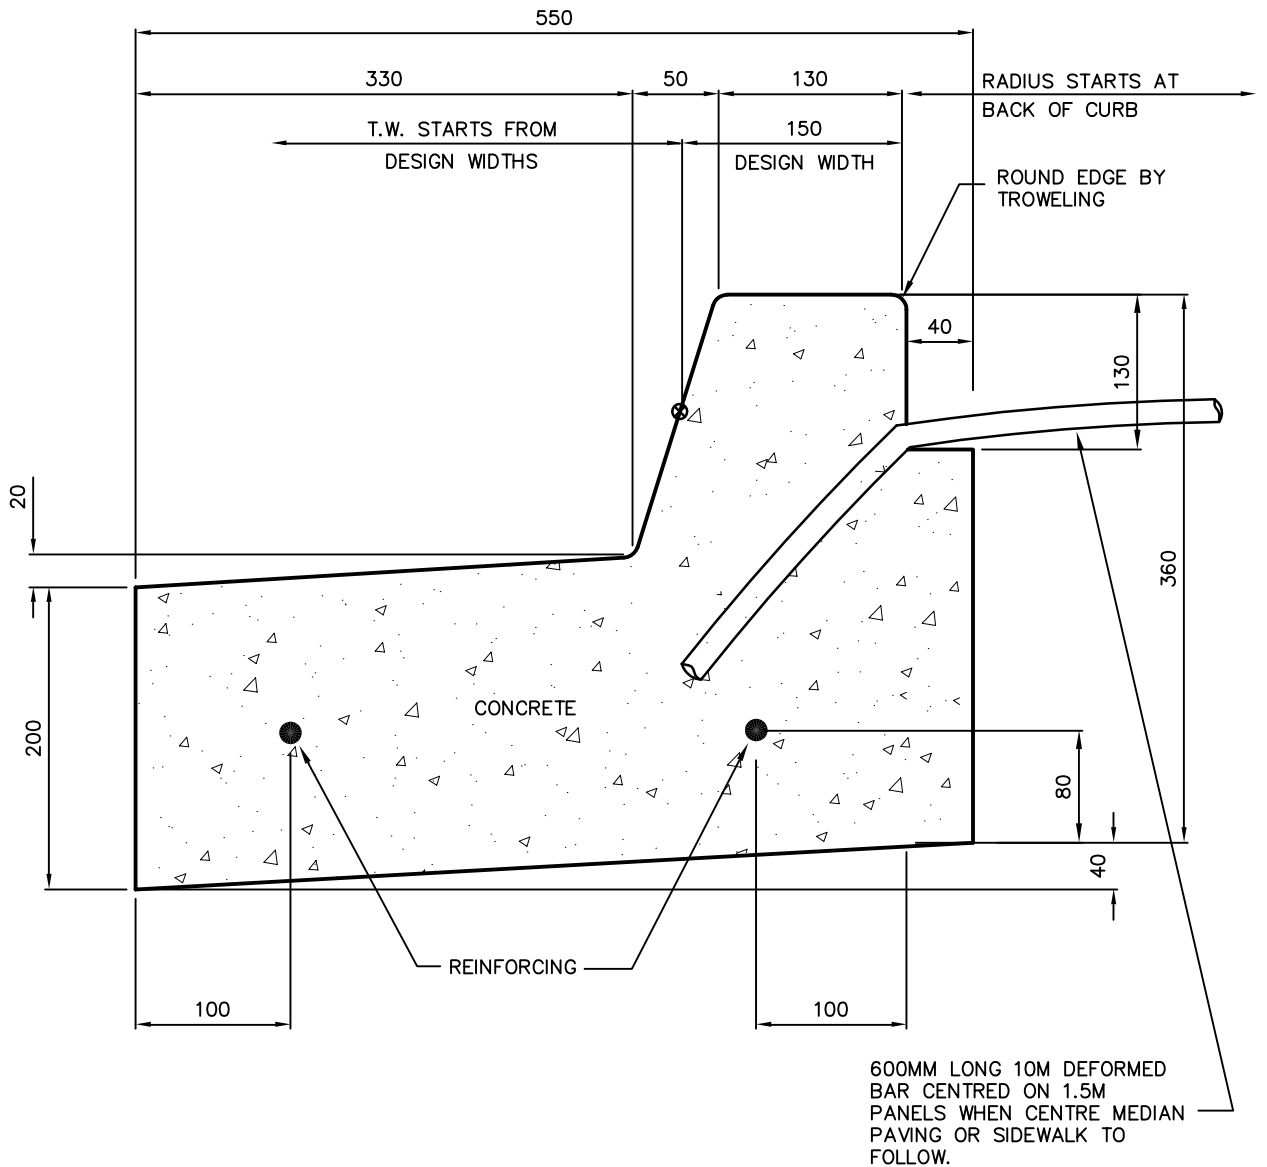 550
330
50
130
RADIUS STARTS AT
BACK OF CURB
T.W. STARTS FROM
DESIGN WIDTHS
150
DESIGN WIDTH
ROUND EDGE BY
TROWELING
40
130
20
360
200
CONCRETE
80
40
REINFORCING
100
100
600MM LONG 10M DEFORMED
BAR CENTRED ON 1.5M
PANELS WHEN CENTRE MEDIAN
PAVING OR SIDEWALK TO
FOLLOW.